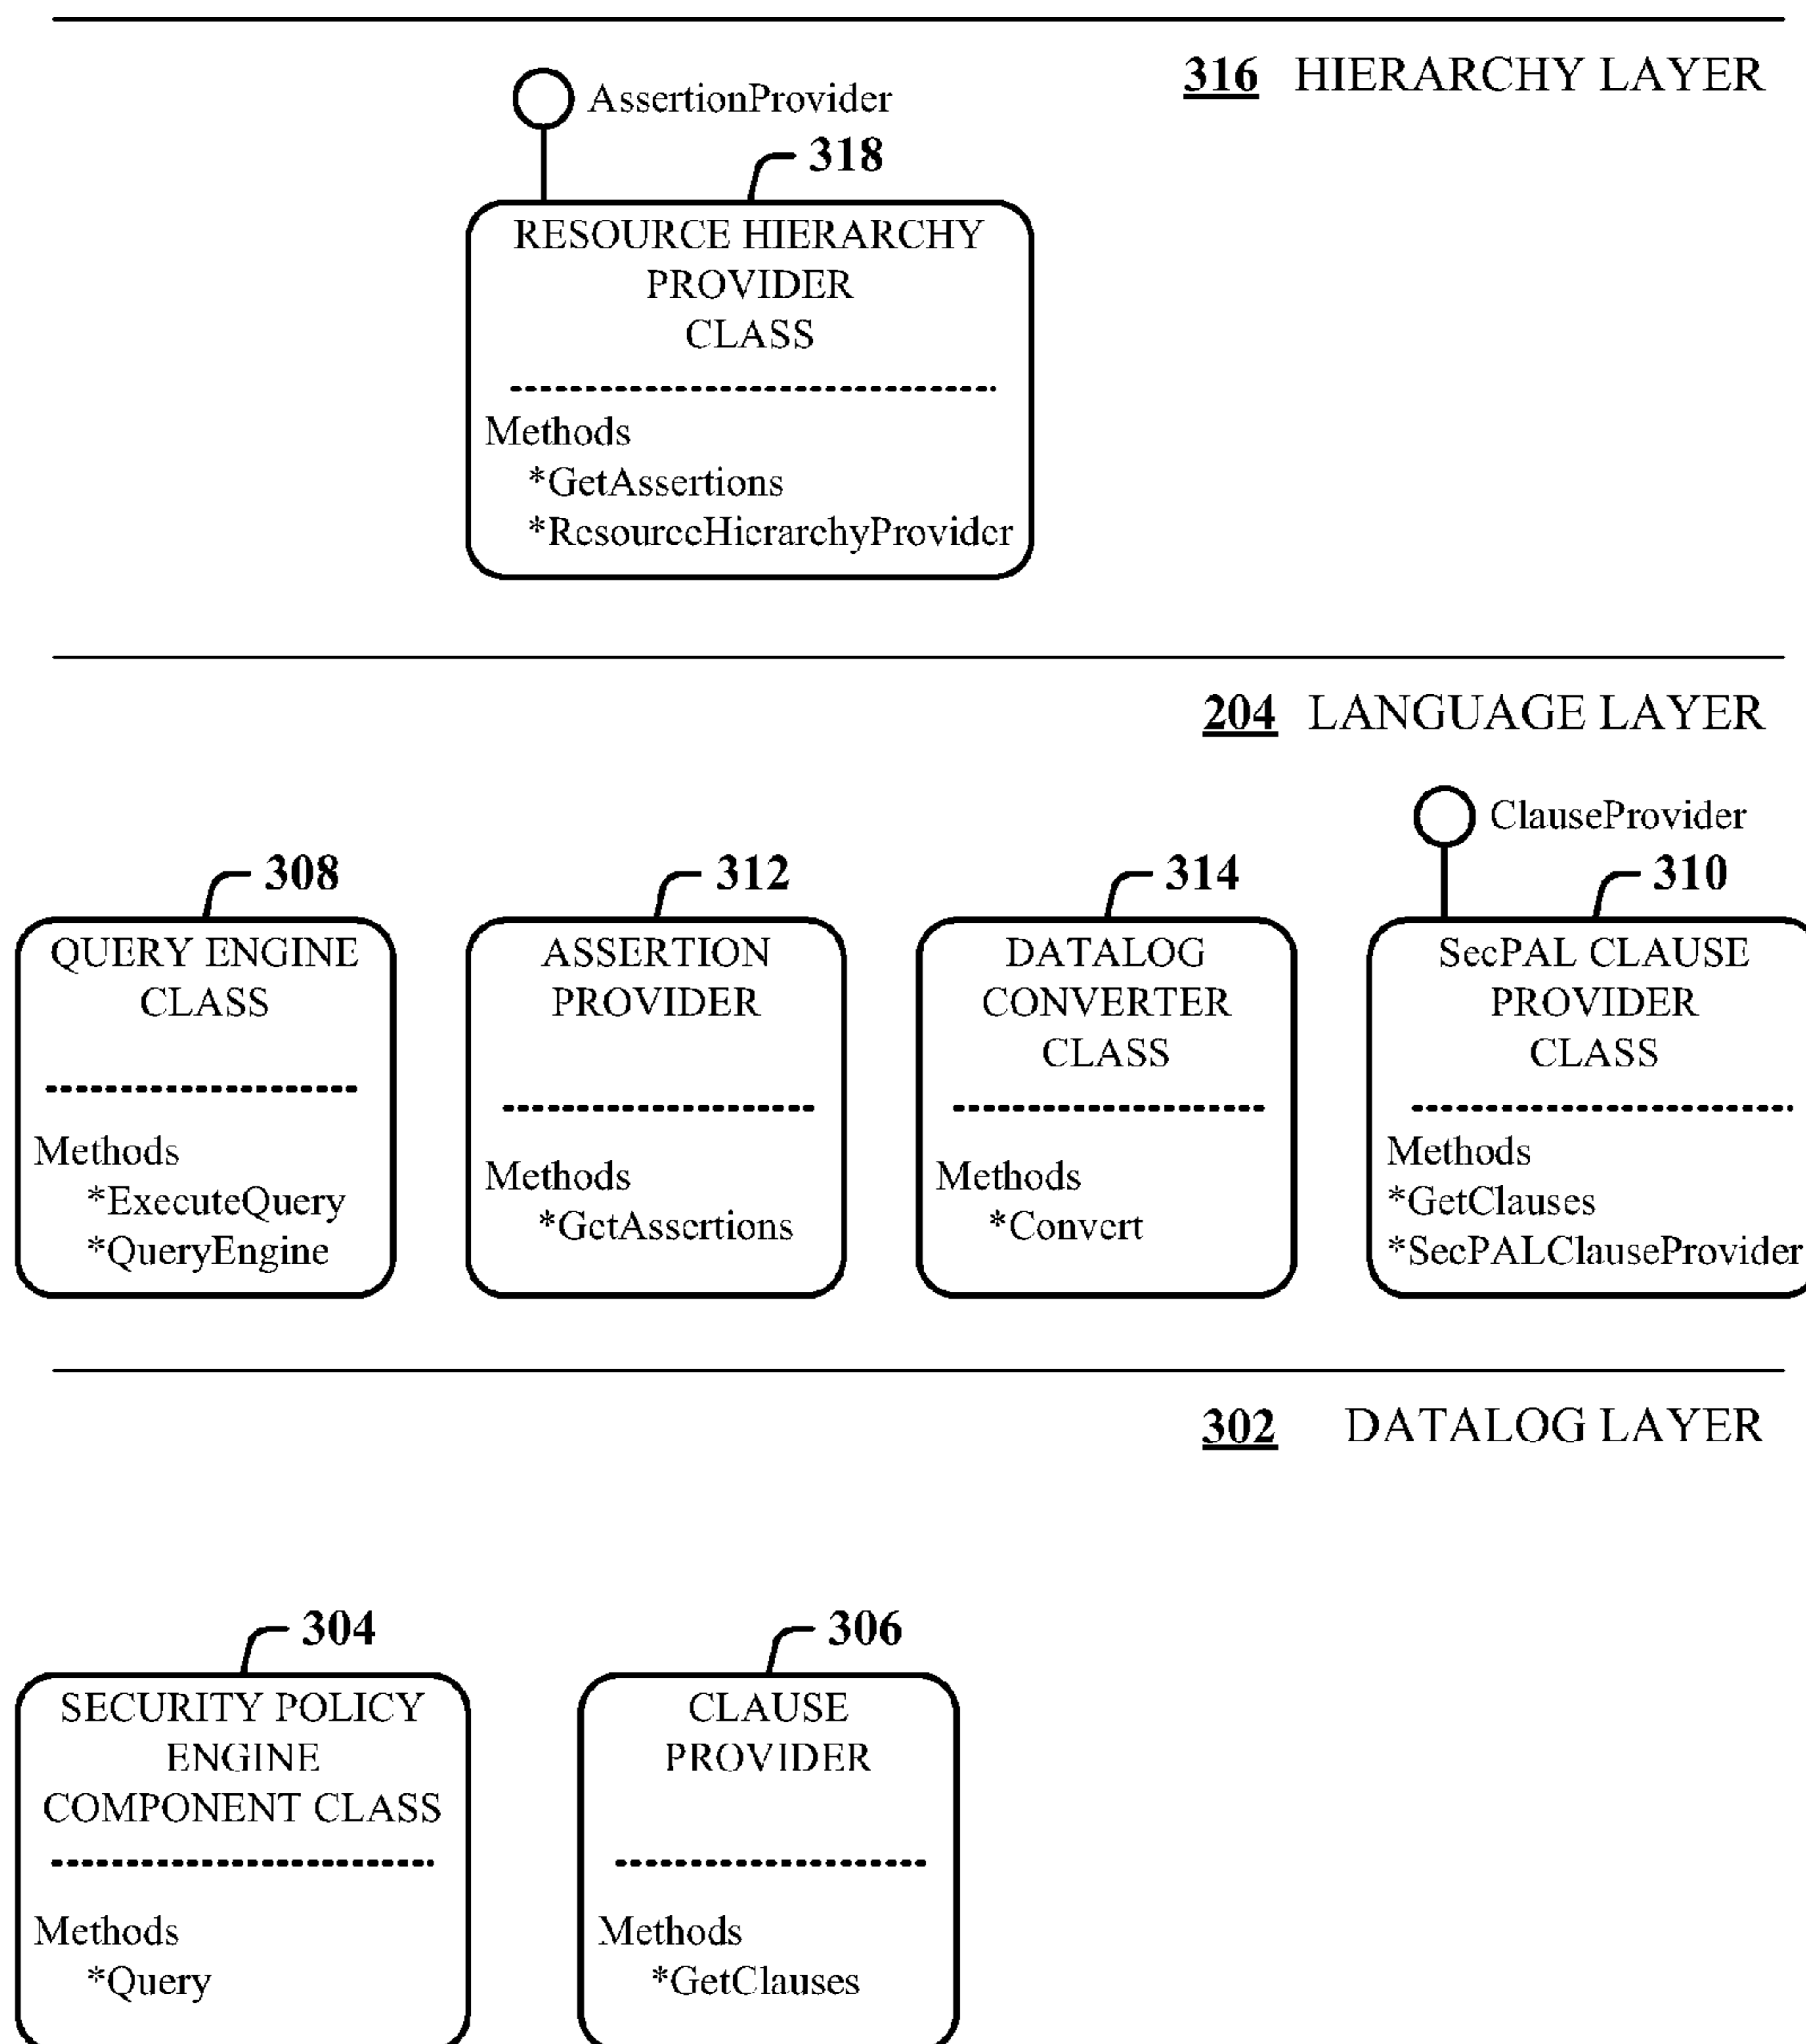 316 HIERARCHY LAYER
AssertionProvider
318
RESOURCE HIERARCHY
PROVIDER
CLASS
Methods
*GetAssertions
*ResourceHierarchyProvider
204 LANGUAGE LAYER
ClauseProvider
308
QUERY ENGINE
CLASS
Methods
*ExecuteQuery
*QueryEngine
312
ASSERTION
PROVIDER
Methods
*GetAssertions
314
DATALOG
CONVERTER
CLASS
Methods
*Convert
310
SecPAL CLAUSE
PROVIDER
CLASS
Methods
*GetClauses
*SecPALClauseProvider
302 DATALOG LAYER
304
SECURITY POLICY
ENGINE
COMPONENT CLASS
Methods
*Query
306
CLAUSE
PROVIDER
Methods
*GetClauses